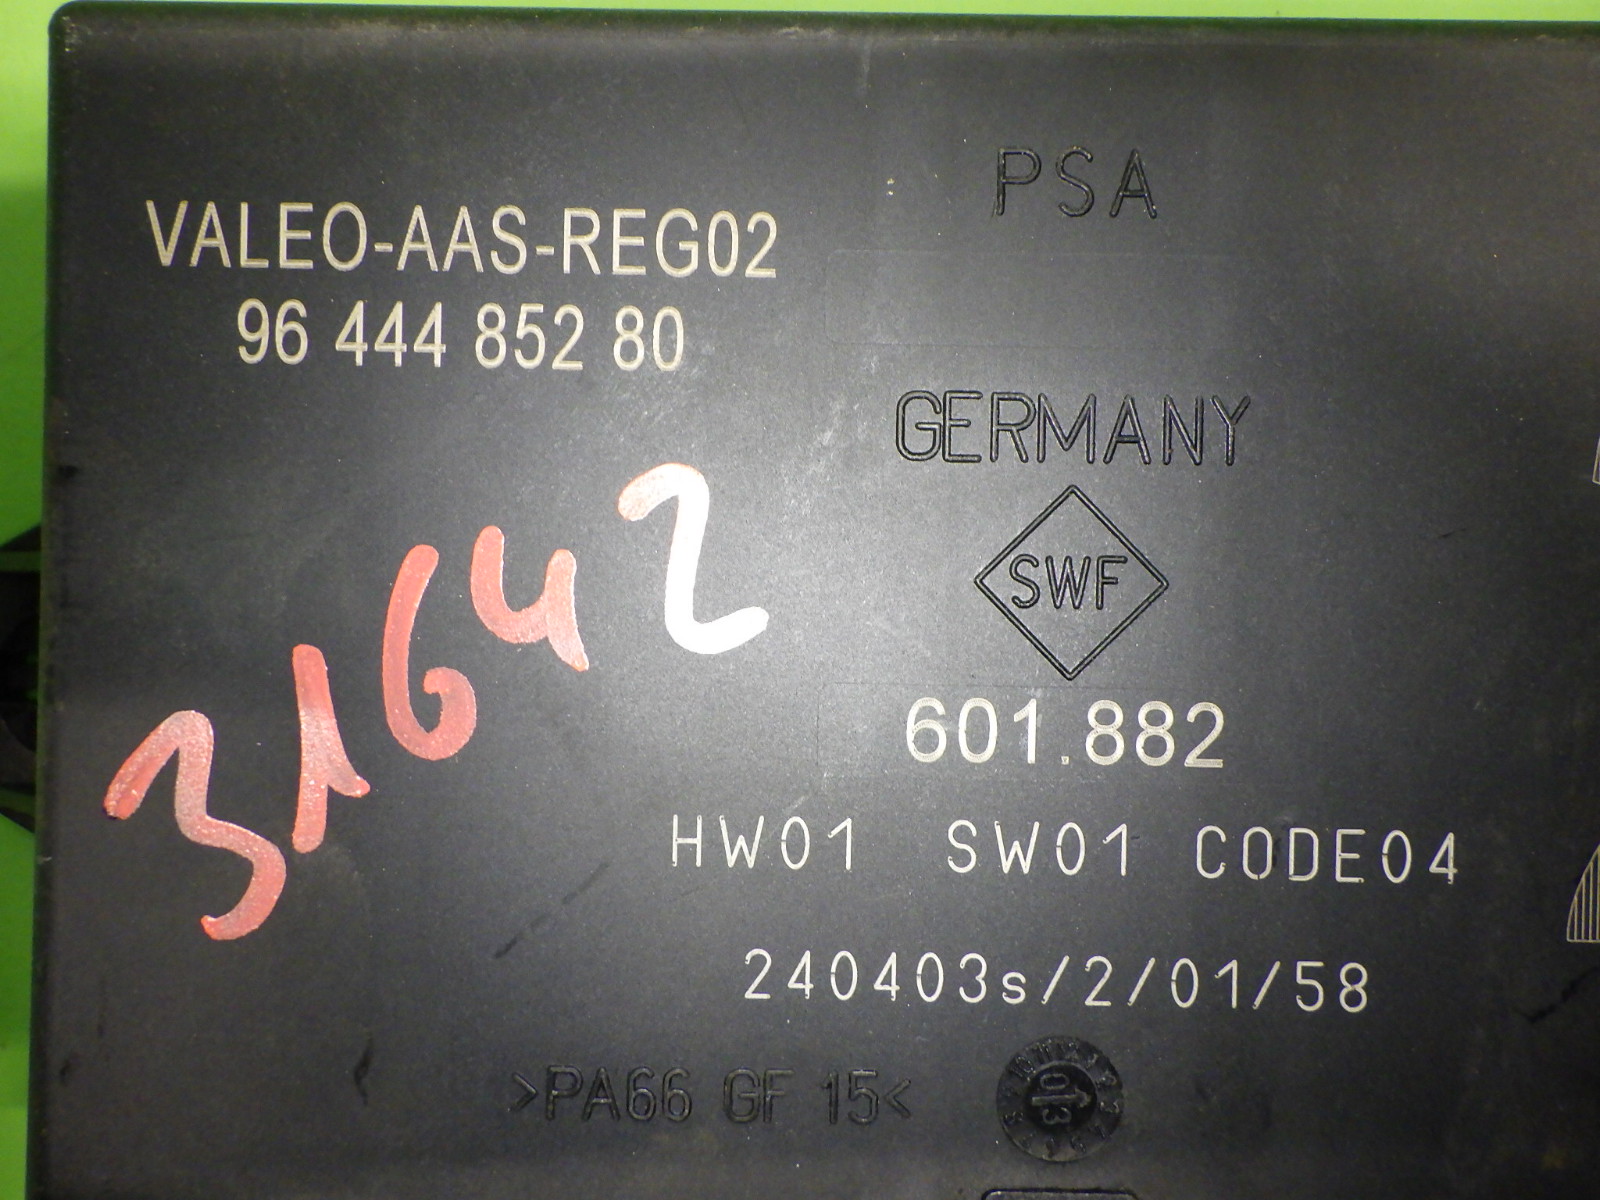 PSA
VALEO-AAS-REG02
96 444 852 80
GERMANY
SWF
31642
601.882
HW01 SW01 CODE04
240403s/2/01/58
>PA66 GF 15<
03